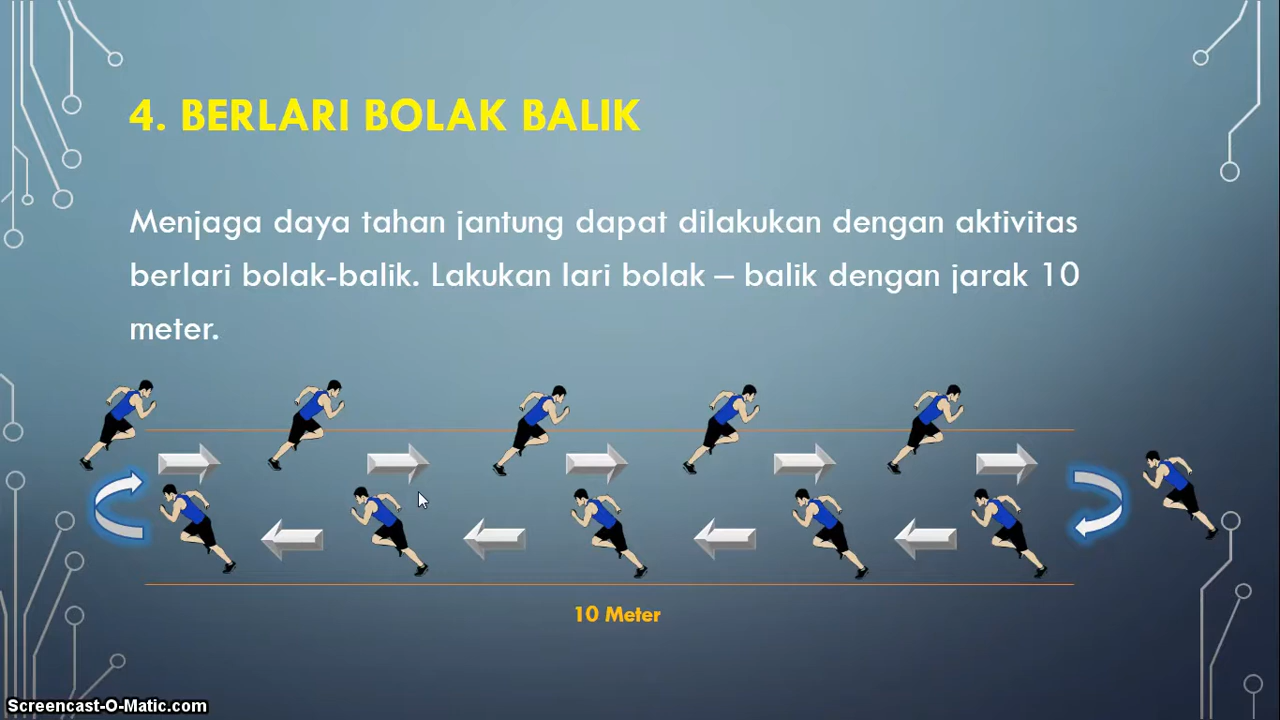 4. BERLARI BOLAK BALIK
Menjaga daya tahan jantung dapat dilakukan dengan aktivitas
berlari bolak-balik. Lakukan lari bolak – balik dengan jarak 10
meter.
10 Meter
Screencast-O-Matic.com